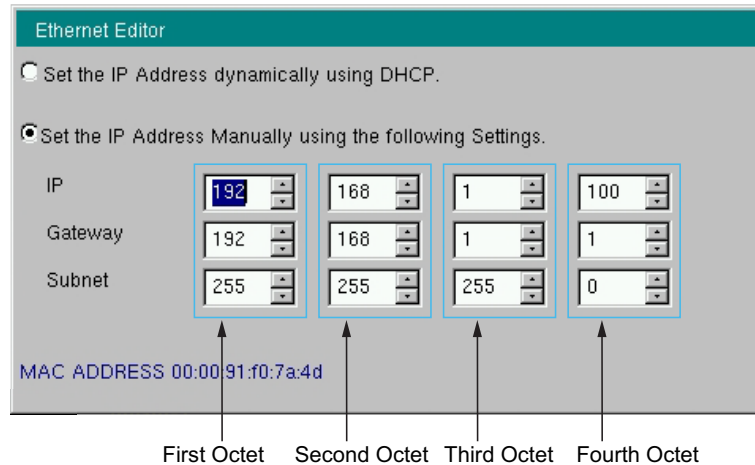 Ethernet Editor
Set the IP Address dynamically using DHCP.
Set the IP Address Manually using the following Settings.
IP 192 168 1 100
Gateway 192 168 1 1
Subnet 255 255 255 0
MAC ADDRESS 00:00:91:f0:7a:4d
First Octet Second Octet Third Octet Fourth Octet